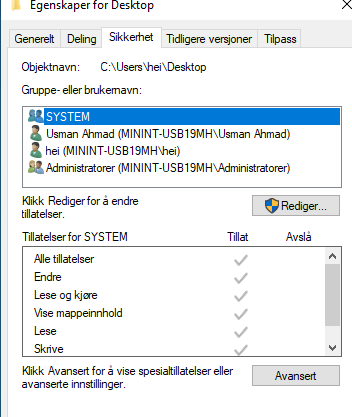 Egenskaper for Desktop
Generelt Deling Sikkerhet Tidligere versjoner Tilpass
Objektnavn: C:\Users\hei\Desktop
Gruppe- eller brukernavn:
SYSTEM
Usman Ahmad (MININT-USB19MH\Usman Ahmad)
hei (MININT-USB19MH\hei)
Administratorer (MININT-USB19MH\Administratorer)
Klikk Rediger for å endre
tillatelser.
Rediger...
Tillatelser for SYSTEM Tillat Avslå
Alle tillatelser
Endre
Lese og kjøre
Vise mappeinnhold
Lese
Skrive
Klikk Avansert for å vise spesialtillatelser eller
avanserte innstillinger.
Avansert